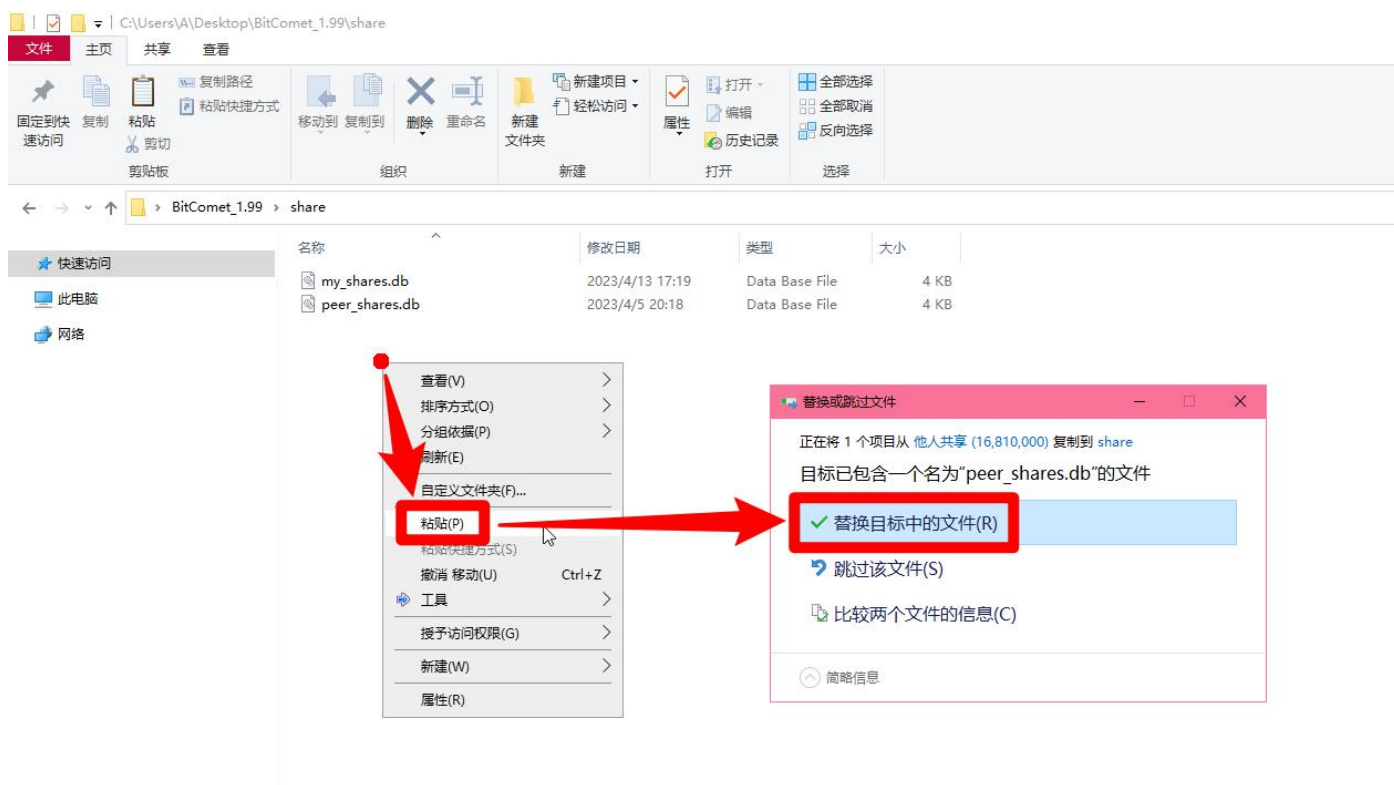 C:\Users\A\Desktop\BitComet_1.99\share
文件 主页 共享 查看
固定到快速访问
复制
粘贴
复制路径
粘贴快捷方式
剪切
移动到 复制到 删除 重命名
新建文件夹
新建项目
轻松访问
属性
打开
编辑
历史记录
全部选择
全部取消
反向选择
剪贴板 组织 新建 打开 选择
BitComet_1.99 > share
名称 修改日期 类型 大小
快速访问
此电脑
网络
my_shares.db 2023/4/13 17:19 Data Base File 4 KB
peer_shares.db 2023/4/5 20:18 Data Base File 4 KB
查看(V)
排序方式(O)
分组依据(P)
刷新(E)
自定义文件夹(F)...
粘贴(P)
粘贴快捷方式(S)
撤消 移动(U) Ctrl+Z
工具
授予访问权限(G)
新建(W)
属性(R)
替换或跳过文件
正在将 1 个项目从 他人共享 (16,810,000) 复制到 share
目标已包含一个名为"peer_shares.db"的文件
替换目标中的文件(R)
跳过该文件(S)
比较两个文件的信息(C)
简略信息